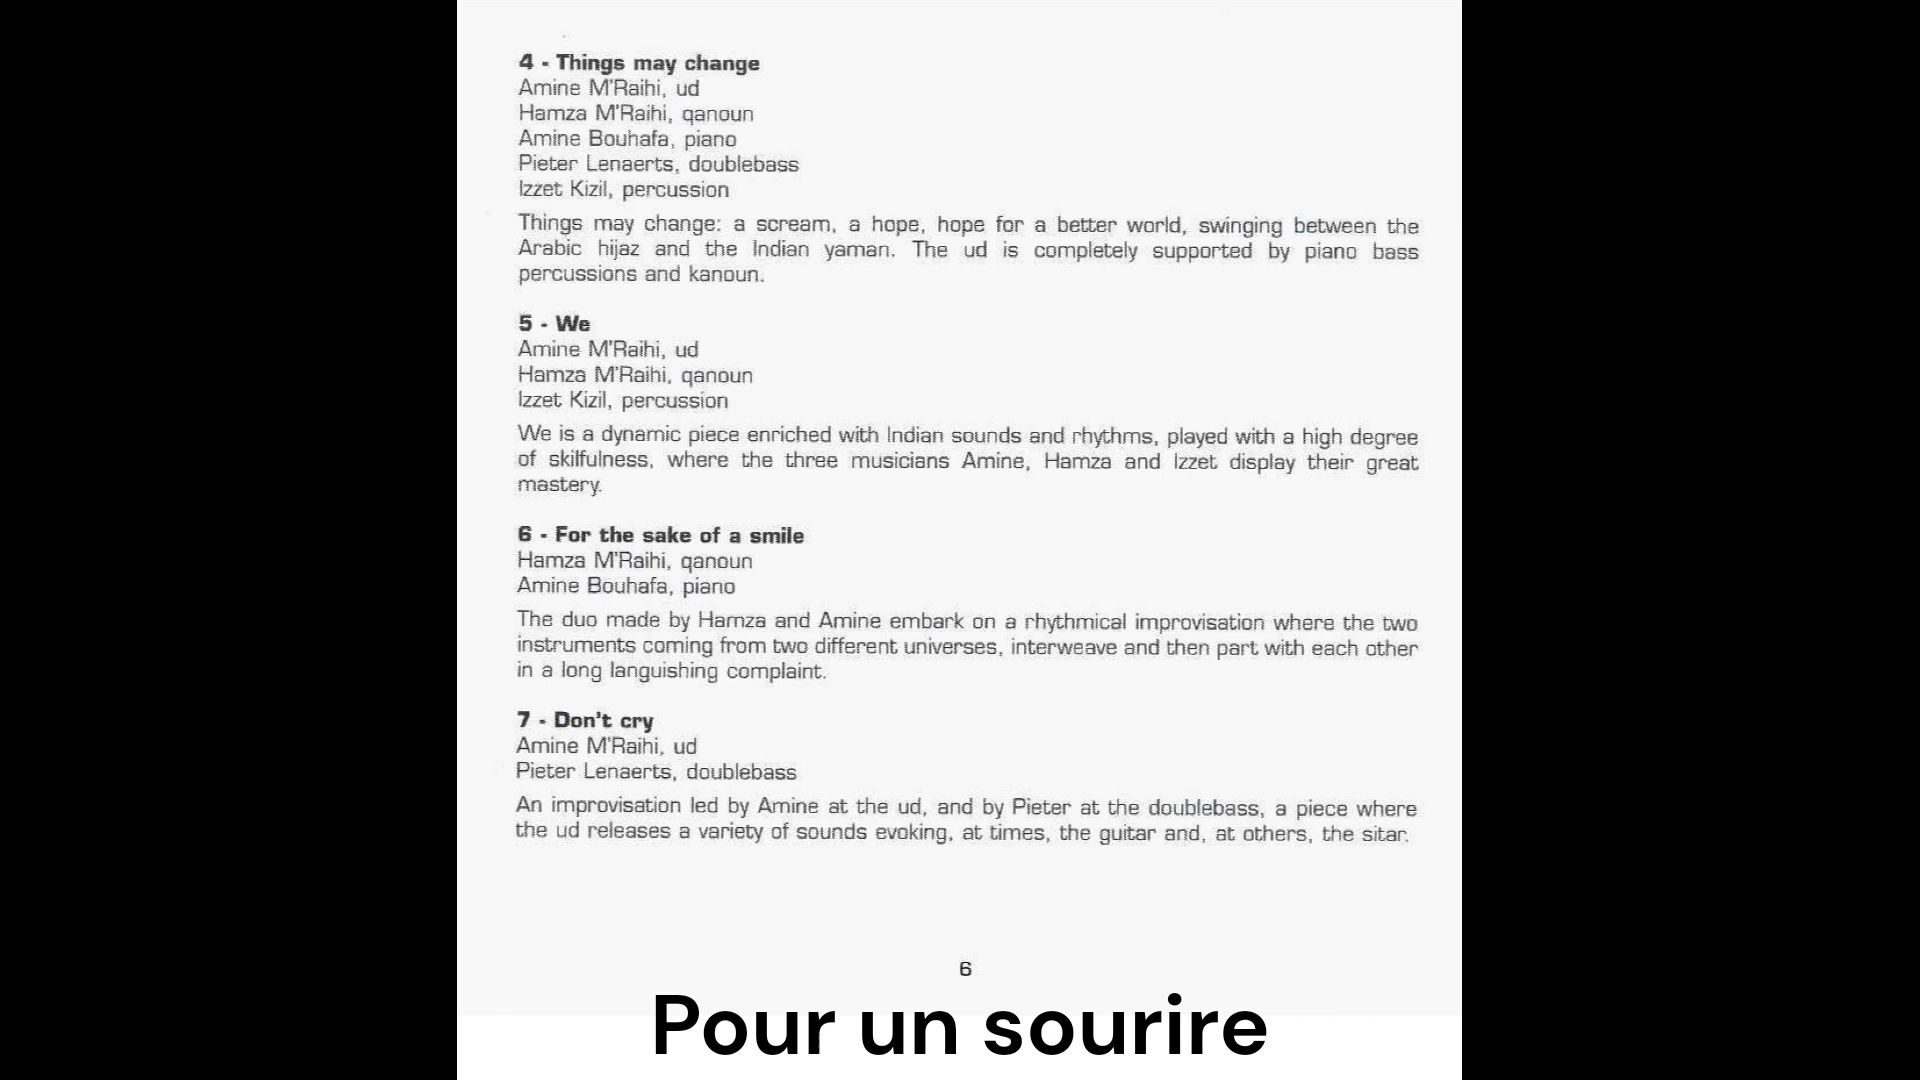 4 - Things may change
Amine M'Raihi, ud
Hamza M'Raihi, qanoun
Amine Bouhafa, piano
Pieter Lenaerts, doublebass
Izzet Kizil, percussion
Things may change: a scream, a hope, hope for a better world, swinging between the
Arabic hijaz and the Indian yaman. The ud is completely supported by piano bass
percussions and kanoun.
5 - We
Amine M'Raihi, ud
Hamza M'Raihi, qanoun
Izzet Kizil, percussion
We is a dynamic piece enriched with Indian sounds and rhythms, played with a high degree
of skilfulness, where the three musicians Amine, Hamza and Izzet display their great
mastery.
6 - For the sake of a smile
Hamza M'Raihi, qanoun
Amine Bouhafa, piano
The duo made by Hamza and Amine embark on a rhythmical improvisation where the two
instruments coming from two different universes, interweave and then part with each other
in a long languishing complaint.
7 - Don't cry
Amine M'Raihi, ud
Pieter Lenaerts, doublebass
An improvisation led by Amine at the ud, and by Pieter at the doublebass, a piece where
the ud releases a variety of sounds evoking, at times, the guitar and, at others, the sitar.
6
Pour un sourire